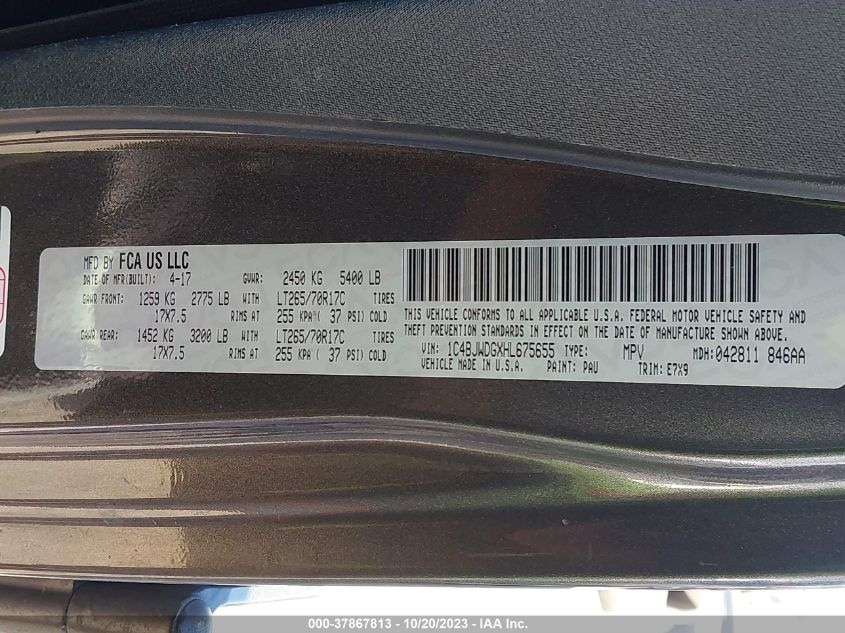 MFD BY FCA US LLC
DATE OF MFR(BUILT): 4-17 GVWR: 2450 KG 5400 LB
GAWR FRONT: 1259 KG 2775 LB WITH LT265/70R17C TIRES
17X7.5 RIMS AT 255 KPA( 37 PSI) COLD
GAWR REAR: 1452 KG 3200 LB WITH LT265/70R17C TIRES
17X7.5 RIMS AT 255 KPA ( 37 PSI) COLD
THIS VEHICLE CONFORMS TO ALL APPLICABLE U.S.A. FEDERAL MOTOR VEHICLE SAFETY AND
THEFT PREVENTION STANDARDS IN EFFECT ON THE DATE OF MANUFACTURE SHOWN ABOVE.
VIN: 1C4BJWDGXHL675655 TYPE: MPV MDH: 042811 846AA
VEHICLE MADE IN U.S.A. PAINT: PAU TRIM: E7X9
000-37867813 - 10/20/2023 - IAA Inc.